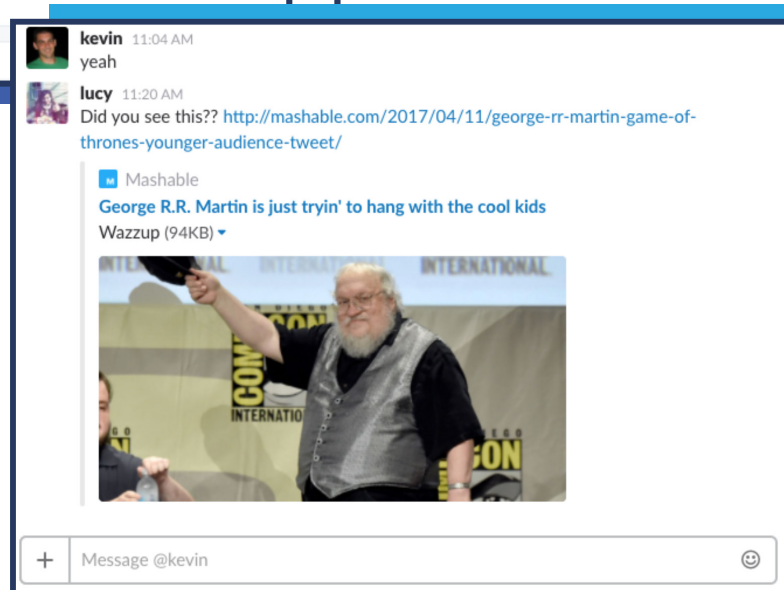 kevin 11:04 AM
yeah
lucy 11:20 AM
Did you see this?? http://mashable.com/2017/04/11/george-rr-martin-game-of-
thrones-younger-audience-tweet/
M Mashable
George R.R. Martin is just tryin' to hang with the cool kids
Wazzup (94KB)
INTERNATIONAL
INTERNATIONAL
COMIC CON
INTERNATIO
Message @kevin